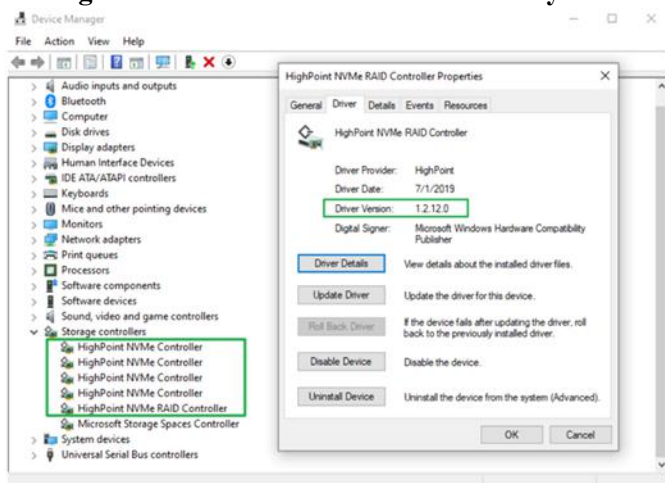 Device Manager
File Action View Help
Audio inputs and outputs
Bluetooth
Computer
Disk drives
Display adapters
Human Interface Devices
IDE ATA/ATAPI controllers
Keyboards
Mice and other pointing devices
Monitors
Network adapters
Print queues
Processors
Software components
Software devices
Sound, video and game controllers
Storage controllers
HighPoint NVMe Controller
HighPoint NVMe Controller
HighPoint NVMe Controller
HighPoint NVMe Controller
HighPoint NVMe RAID Controller
Microsoft Storage Spaces Controller
System devices
Universal Serial Bus controllers
HighPoint NVMe RAID Controller Properties
General Driver Details Events Resources
HighPoint NVMe RAID Controller
Driver Provider: HighPoint
Driver Date: 7/1/2019
Driver Version: 1.2.12.0
Digital Signer: Microsoft Windows Hardware Compatibility
Publisher
Driver Details View details about the installed driver files.
Update Driver Update the driver for this device.
Roll Back Driver If the device fails after updating the driver, roll
back to the previously installed driver.
Disable Device Disable the device.
Uninstall Device Uninstall the device from the system (Advanced).
OK Cancel